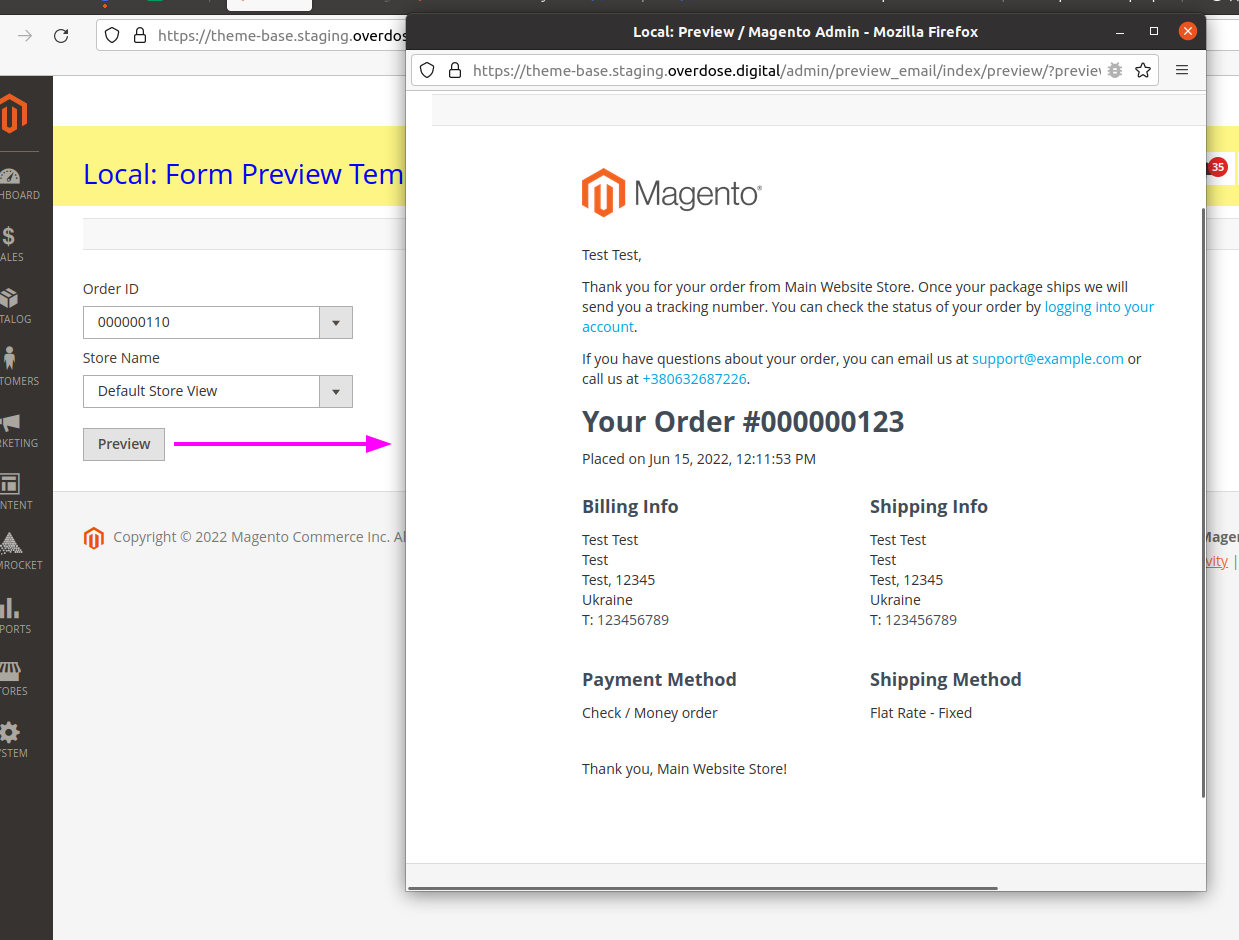 Local: Preview / Magento Admin - Mozilla Firefox
https://theme-base.staging.overdos
https://theme-base.staging.overdose.digital/admin/preview_email/index/preview/?previe
Local: Form Preview Tem
35
HBOARD
ALES
TALOG
TOMERS
RKETING
NTENT
MROCKET
PORTS
TORES
YSTEM
Order ID
000000110
Store Name
Default Store View
Preview
Copyright © 2022 Magento Commerce Inc. Al
Magen
vity |
Magento®
Test Test,
Thank you for your order from Main Website Store. Once your package ships we will
send you a tracking number. You can check the status of your order by logging into your
account.
If you have questions about your order, you can email us at support@example.com or
call us at +380632687226.
Your Order #000000123
Placed on Jun 15, 2022, 12:11:53 PM
Billing Info
Test Test
Test
Test, 12345
Ukraine
T: 123456789
Shipping Info
Test Test
Test
Test, 12345
Ukraine
T: 123456789
Payment Method
Check / Money order
Shipping Method
Flat Rate - Fixed
Thank you, Main Website Store!